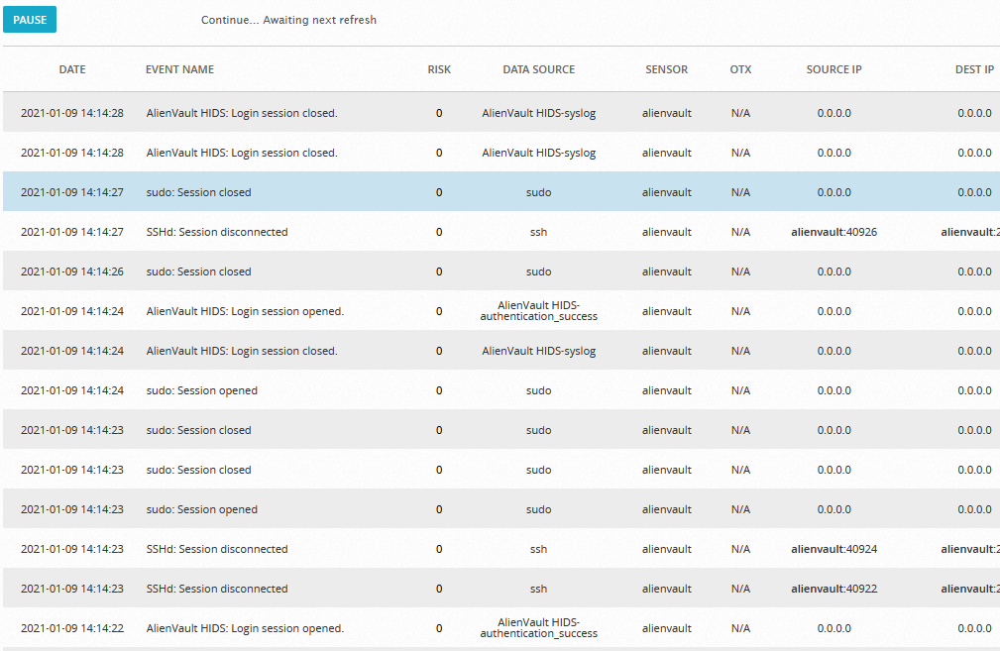 PAUSE Continue... Awaiting next refresh
DATE EVENT NAME RISK DATA SOURCE SENSOR OTX SOURCE IP DEST IP
2021-01-09 14:14:28 AlienVault HIDS: Login session closed. 0 AlienVault HIDS-syslog alienvault N/A 0.0.0.0 0.0.0.0
2021-01-09 14:14:28 AlienVault HIDS: Login session closed. 0 AlienVault HIDS-syslog alienvault N/A 0.0.0.0 0.0.0.0
2021-01-09 14:14:27 sudo: Session closed 0 sudo alienvault N/A 0.0.0.0 0.0.0.0
2021-01-09 14:14:27 SSHd: Session disconnected 0 ssh alienvault N/A alienvault:40926 alienvault:2
2021-01-09 14:14:26 sudo: Session closed 0 sudo alienvault N/A 0.0.0.0 0.0.0.0
2021-01-09 14:14:24 AlienVault HIDS: Login session opened. 0 AlienVault HIDS-
authentication_success alienvault N/A 0.0.0.0 0.0.0.0
2021-01-09 14:14:24 AlienVault HIDS: Login session closed. 0 AlienVault HIDS-syslog alienvault N/A 0.0.0.0 0.0.0.0
2021-01-09 14:14:24 sudo: Session opened 0 sudo alienvault N/A 0.0.0.0 0.0.0.0
2021-01-09 14:14:23 sudo: Session closed 0 sudo alienvault N/A 0.0.0.0 0.0.0.0
2021-01-09 14:14:23 sudo: Session closed 0 sudo alienvault N/A 0.0.0.0 0.0.0.0
2021-01-09 14:14:23 sudo: Session opened 0 sudo alienvault N/A 0.0.0.0 0.0.0.0
2021-01-09 14:14:23 SSHd: Session disconnected 0 ssh alienvault N/A alienvault:40924 alienvault:2
2021-01-09 14:14:23 SSHd: Session disconnected 0 ssh alienvault N/A alienvault:40922 alienvault:2
2021-01-09 14:14:22 AlienVault HIDS: Login session opened. 0 AlienVault HIDS-
authentication_success alienvault N/A 0.0.0.0 0.0.0.0